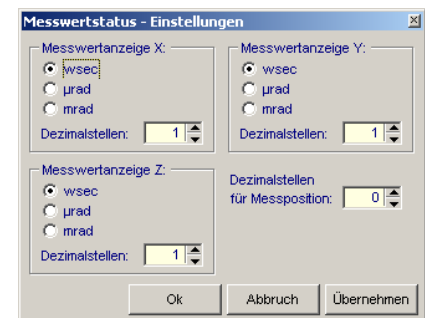 Messwertstatus - Einstellungen
Messwertanzeige X:
wsec
µrad
mrad
Dezimalstellen: 1
Messwertanzeige Y:
wsec
µrad
mrad
Dezimalstellen: 1
Messwertanzeige Z:
wsec
µrad
mrad
Dezimalstellen: 1
Dezimalstellen
für Messposition: 0
Ok
Abbruch
Übernehmen